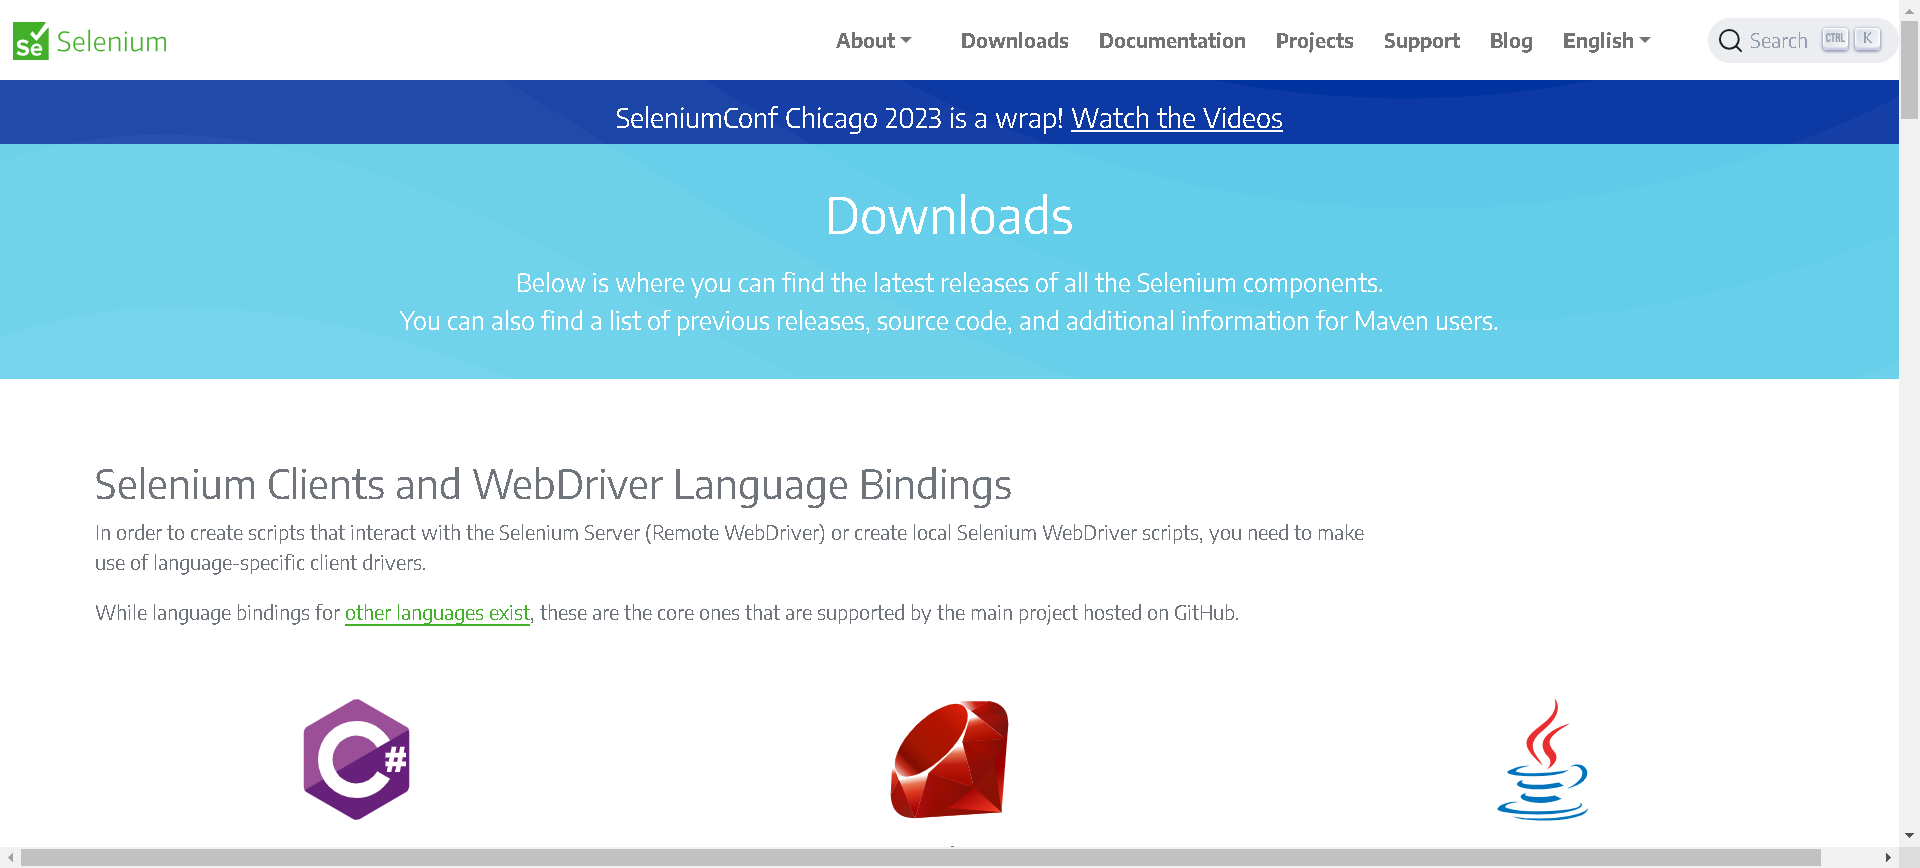 Se Selenium
About Downloads Documentation Projects Support Blog English Search CTRL K
SeleniumConf Chicago 2023 is a wrap! Watch the Videos
Downloads
Below is where you can find the latest releases of all the Selenium components.
You can also find a list of previous releases, source code, and additional information for Maven users.
Selenium Clients and WebDriver Language Bindings
In order to create scripts that interact with the Selenium Server (Remote WebDriver) or create local Selenium WebDriver scripts, you need to make
use of language-specific client drivers.
While language bindings for other languages exist, these are the core ones that are supported by the main project hosted on GitHub.
C#